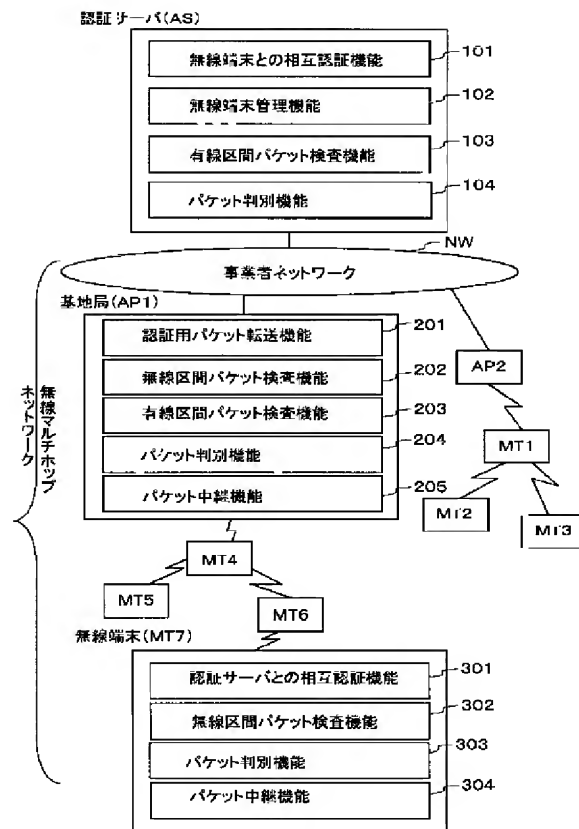 認証サーバ(AS)
無線端末との相互認証機能
101
無線端末管理機能
102
有線区間パケット検査機能
103
パケット判別機能
104
NW
事業者ネットワーク
基地局(AP1)
認証用パケット転送機能
201
無線区間パケット検査機能
202
有線区間パケット検査機能
203
パケット判別機能
204
パケット中継機能
205
無線マルチホップ
ネットワーク
AP2
MT1
MT2
MT3
MT4
MT5
MT6
無線端末(MT7)
認証サーバとの相互認証機能
301
無線区間パケット検査機能
302
パケット判別機能
303
パケット中継機能
304